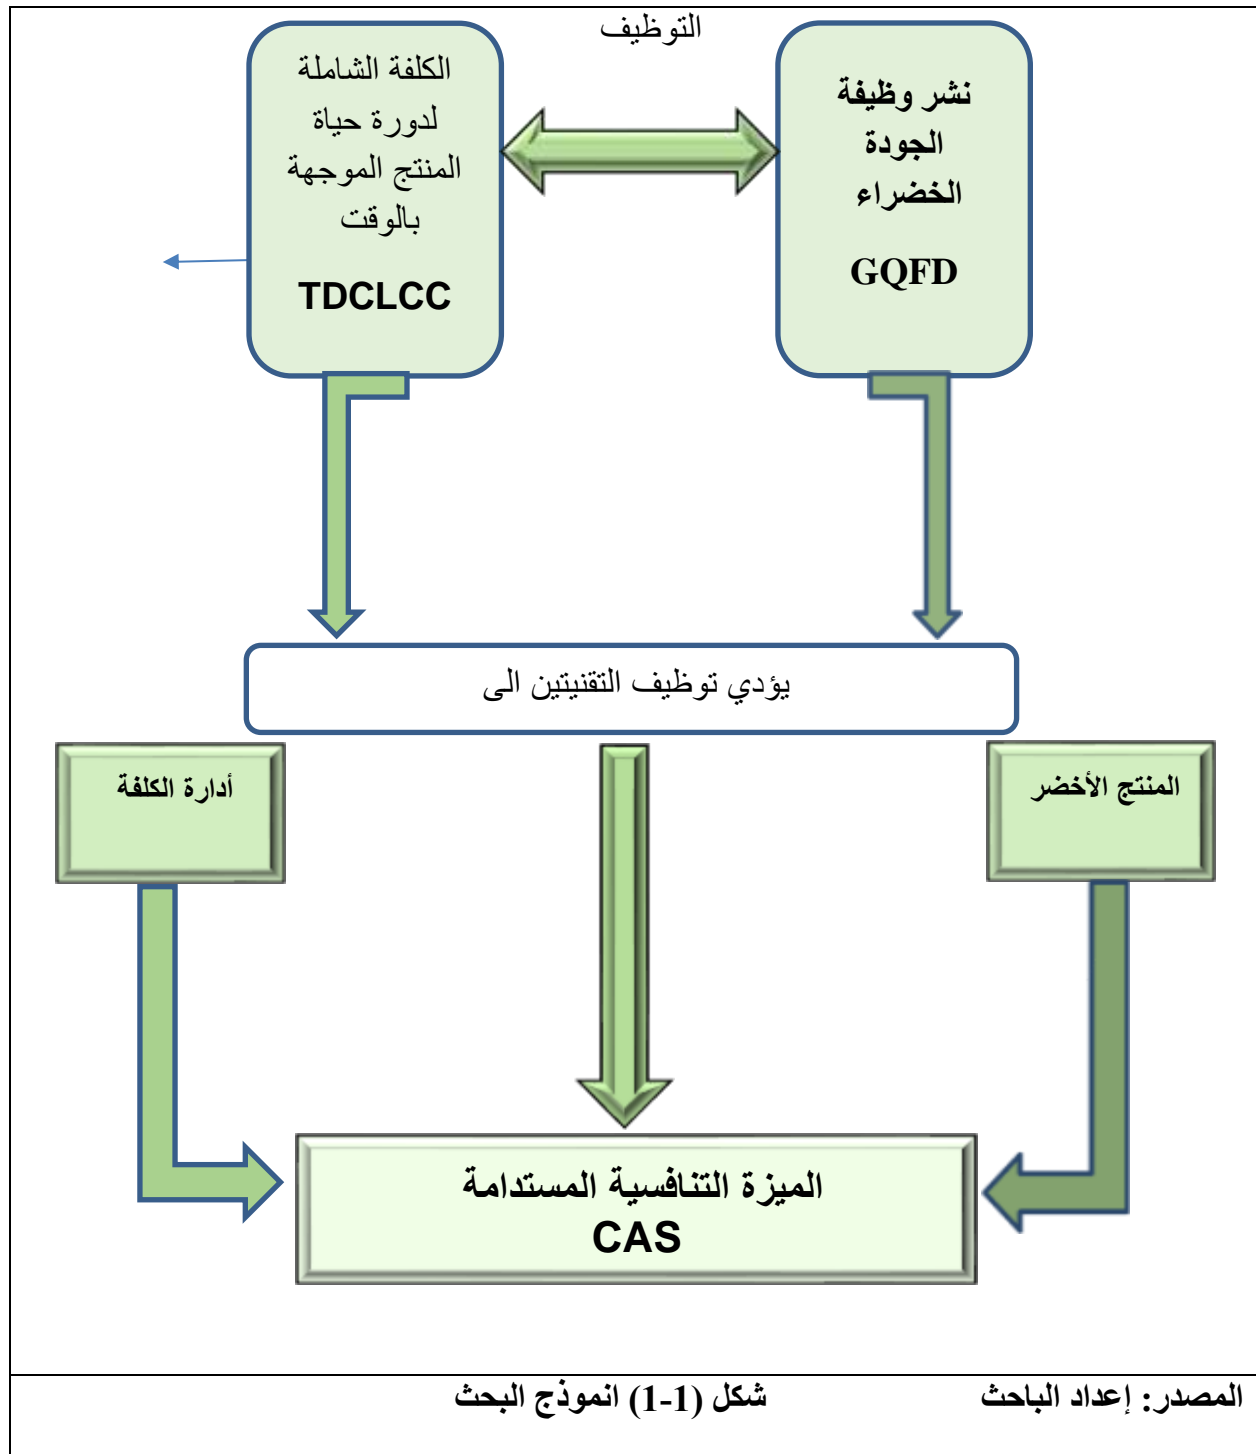 التوظيف
نشر وظيفة
الجودة
الخضراء
GQFD
الكلفة الشاملة
لدورة حياة
المنتج الموجهة
بالوقت
TDCLCC
يؤدي توظيف التقنيتين الى
المنتج الأخضر
أدارة الكلفة
الميزة التنافسية المستدامة
CAS
المصدر: إعداد الباحث شكل (1-1) انموذج البحث